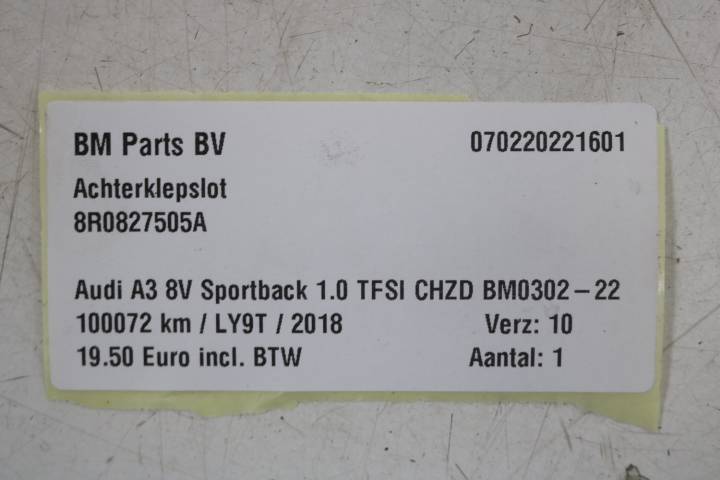 BM Parts BV 070220221601
Achterklepslot
8R0827505A
Audi A3 8V Sportback 1.0 TFSI CHZD BM0302-22
100072 km / LY9T / 2018 Verz: 10
19.50 Euro incl. BTW Aantal: 1